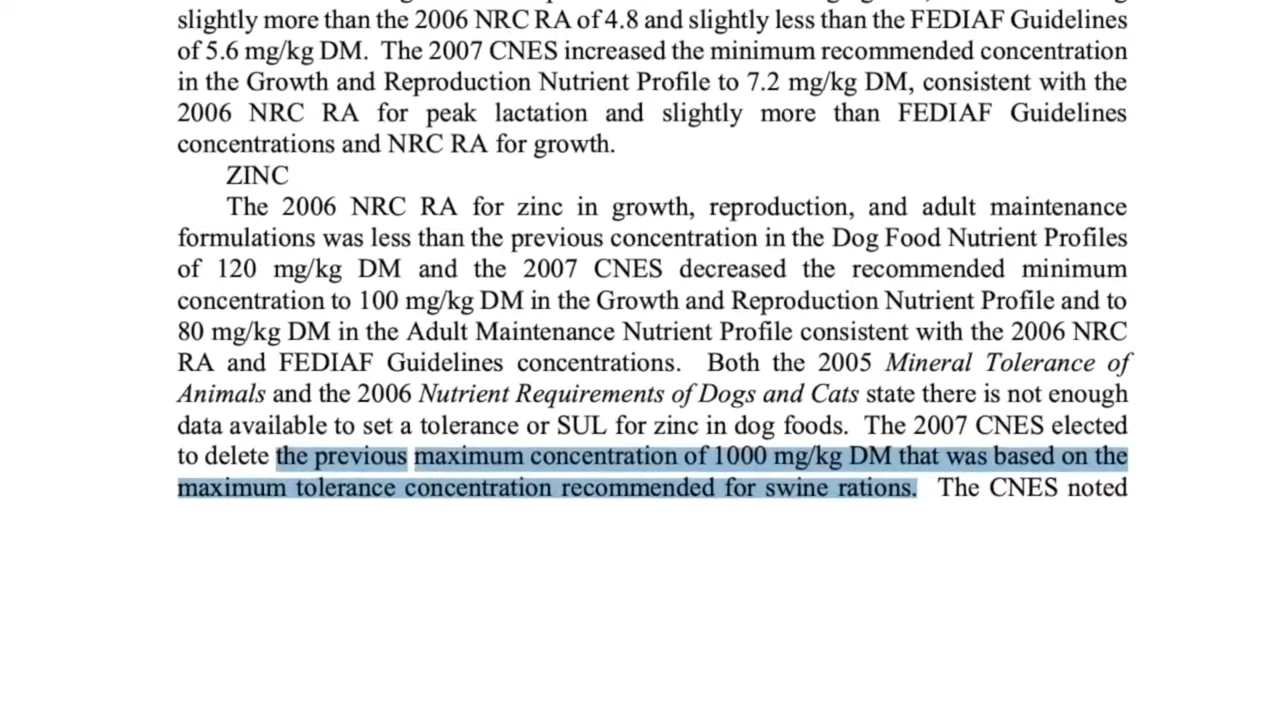 slightly more than the 2006 NRC RA of 4.8 and slightly less than the FEDIAF Guidelines
of 5.6 mg/kg DM. The 2007 CNES increased the minimum recommended concentration
in the Growth and Reproduction Nutrient Profile to 7.2 mg/kg DM, consistent with the
2006 NRC RA for peak lactation and slightly more than FEDIAF Guidelines
concentrations and NRC RA for growth.
ZINC
The 2006 NRC RA for zinc in growth, reproduction, and adult maintenance
formulations was less than the previous concentration in the Dog Food Nutrient Profiles
of 120 mg/kg DM and the 2007 CNES decreased the recommended minimum
concentration to 100 mg/kg DM in the Growth and Reproduction Nutrient Profile and to
80 mg/kg DM in the Adult Maintenance Nutrient Profile consistent with the 2006 NRC
RA and FEDIAF Guidelines concentrations. Both the 2005 Mineral Tolerance of
Animals and the 2006 Nutrient Requirements of Dogs and Cats state there is not enough
data available to set a tolerance or SUL for zinc in dog foods. The 2007 CNES elected
to delete the previous maximum concentration of 1000 mg/kg DM that was based on the
maximum tolerance concentration recommended for swine rations. The CNES noted